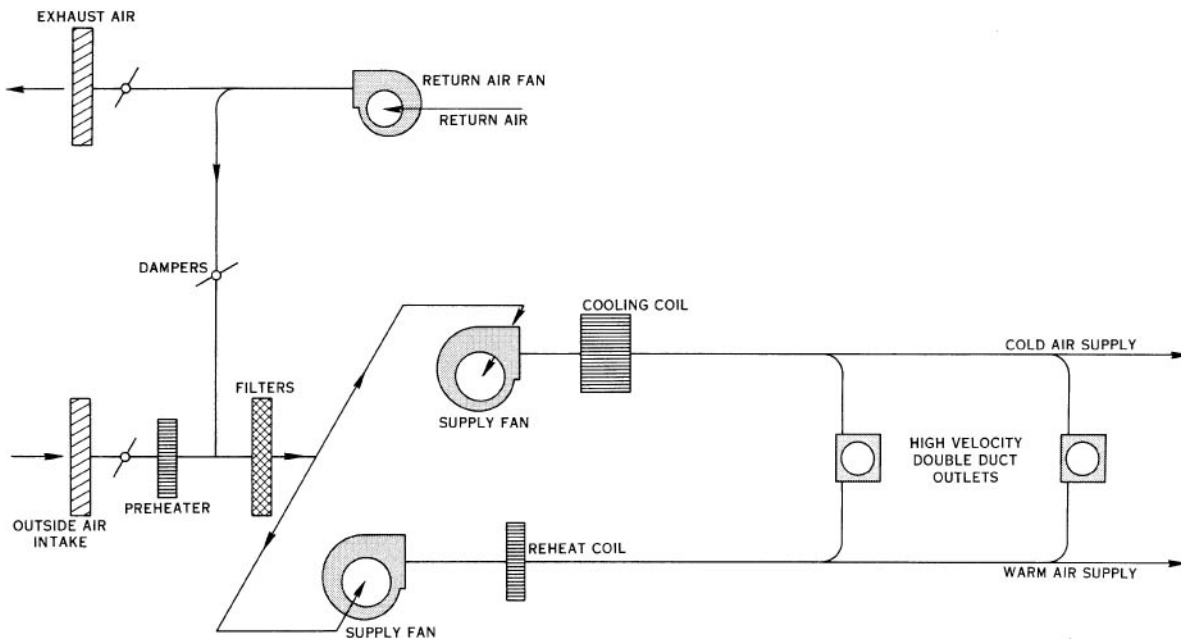 EXHAUST AIR
RETURN AIR FAN
RETURN AIR
DAMPERS
COOLING COIL
COLD AIR SUPPLY
FILTERS
SUPPLY FAN
HIGH VELOCITY
DOUBLE DUCT
OUTLETS
PREHEATER
OUTSIDE AIR
INTAKE
REHEAT COIL
WARM AIR SUPPLY
SUPPLY FAN